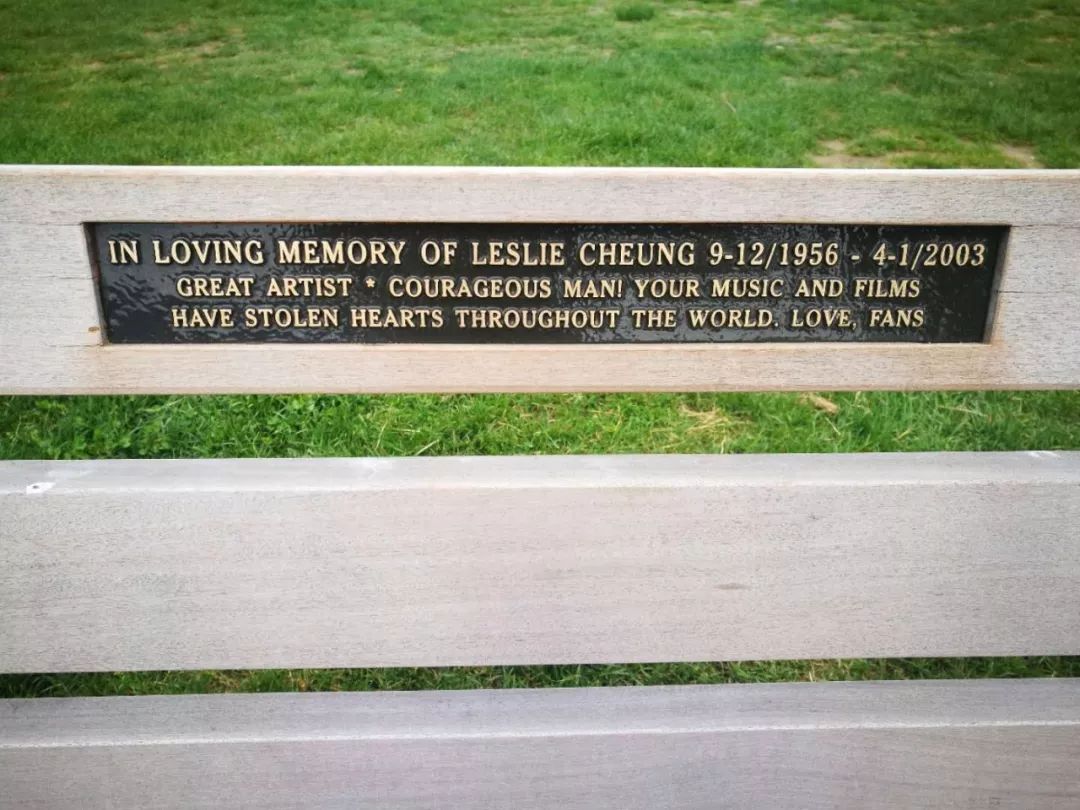 IN LOVING MEMORY OF LESLIE CHEUNG 9-12/1956 - 4-1/2003
GREAT ARTIST * COURAGEOUS MAN! YOUR MUSIC AND FILMS
HAVE STOLEN HEARTS THROUGHOUT THE WORLD. LOVE, FANS